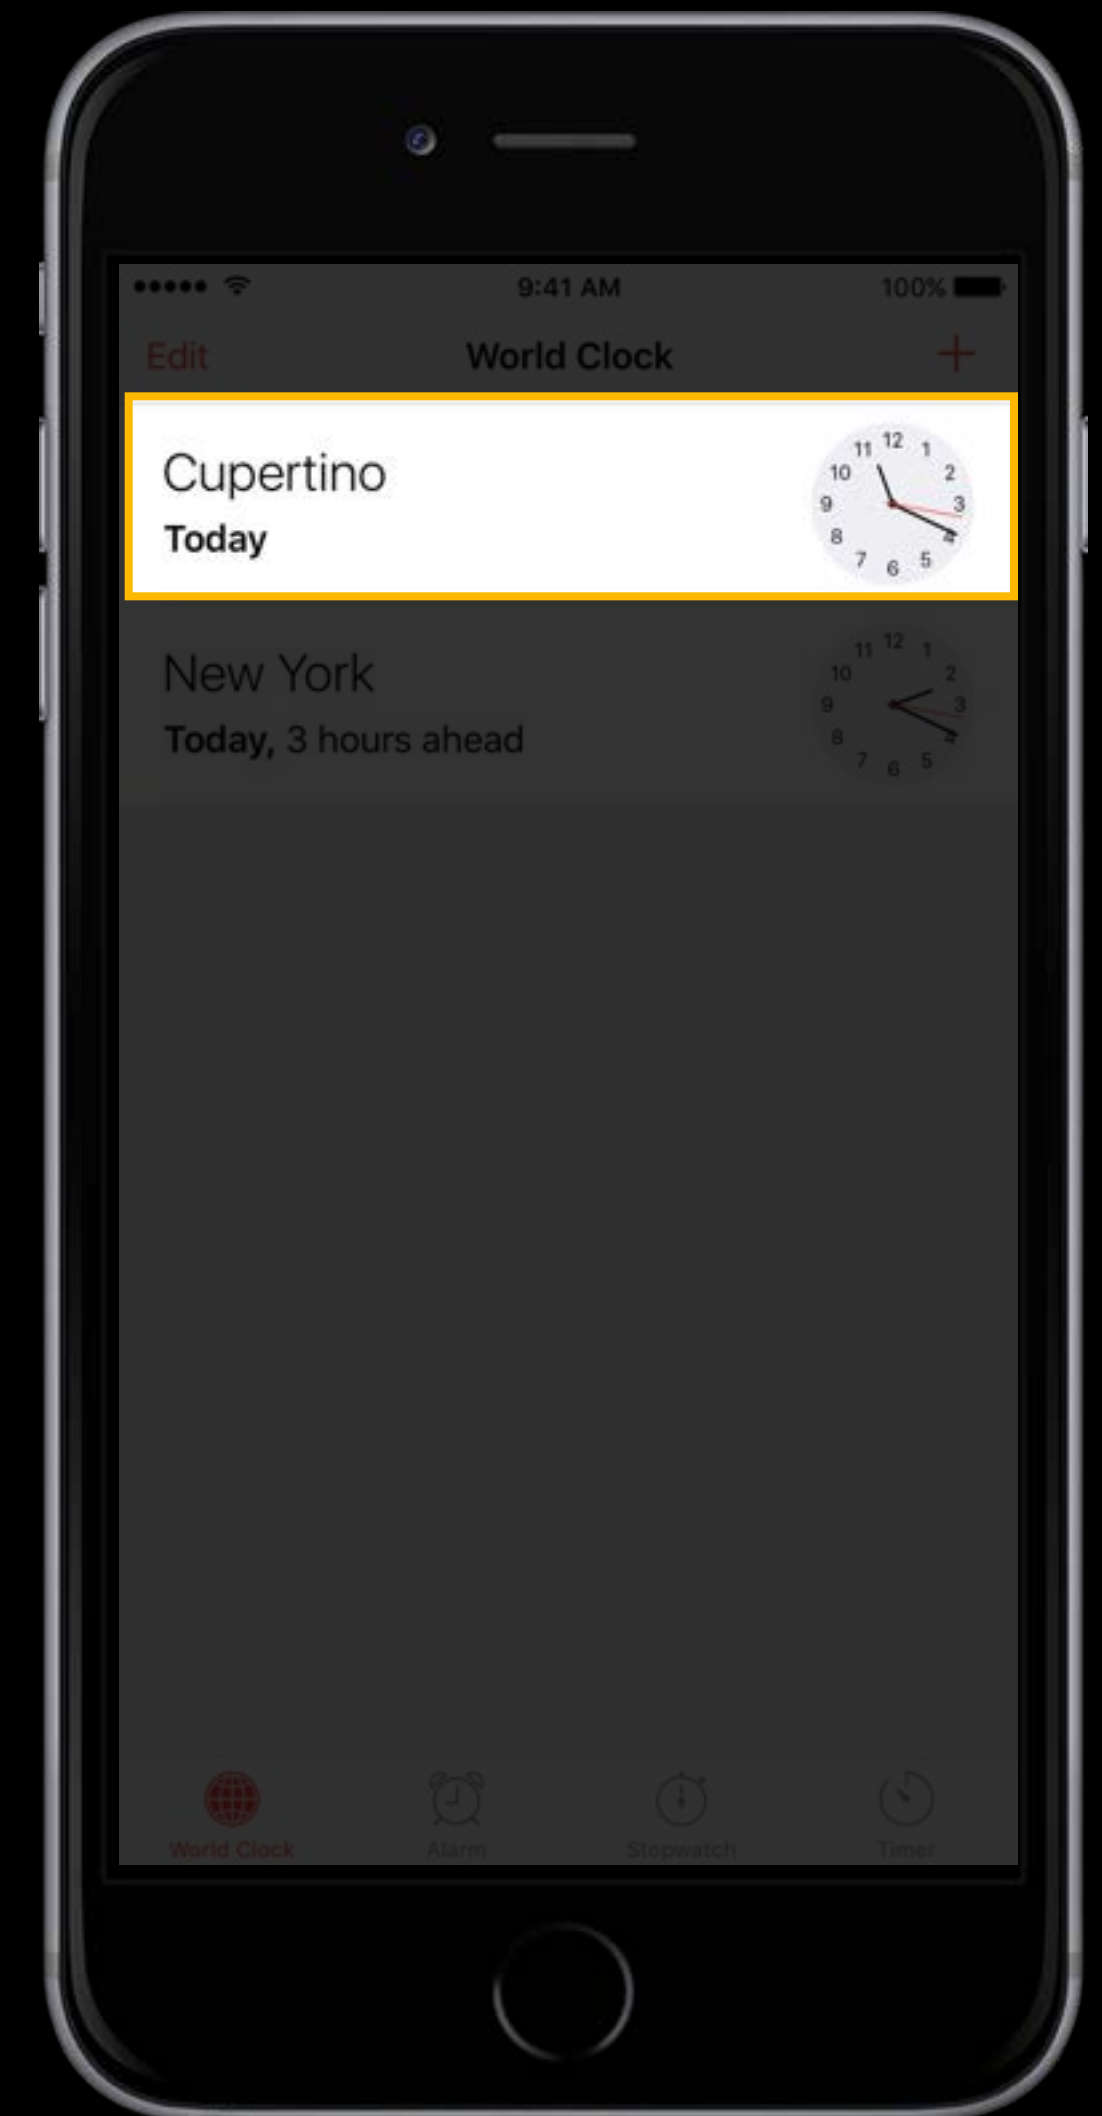 9:41 AM 100%
Edit World Clock +
Cupertino
Today
12 1 2 3 4 5 6 7 8 9 10 11
New York
Today, 3 hours ahead
12 1 2 3 4 5 6 7 8 9 10 11
World Clock Alarm Stopwatch Timer